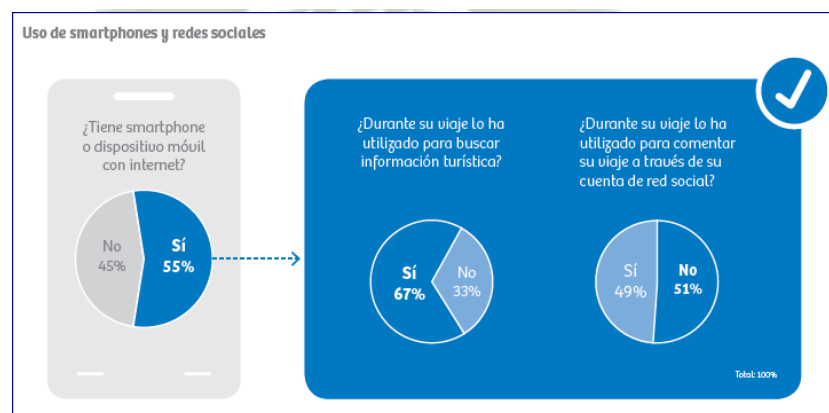 Uso de smartphones y redes sociales
¿Tiene smartphone
o dispositivo móvil
con internet?
No
45%
Sí
55%
¿Durante su viaje lo ha
utilizado para buscar
información turística?
Sí
67%
No
33%
¿Durante su viaje lo ha
utilizado para comentar
su viaje a través de su
cuenta de red social?
Sí
49%
No
51%
Total: 100%